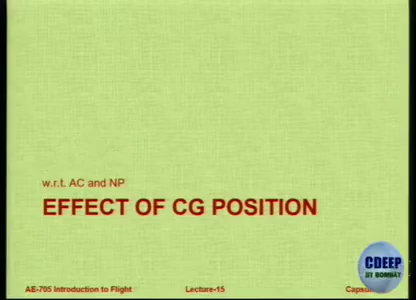 w.r.t. AC and NP
EFFECT OF CG POSITION
AE-705 Introduction to Flight Lecture-15
CDEEP
IIT BOMBAY